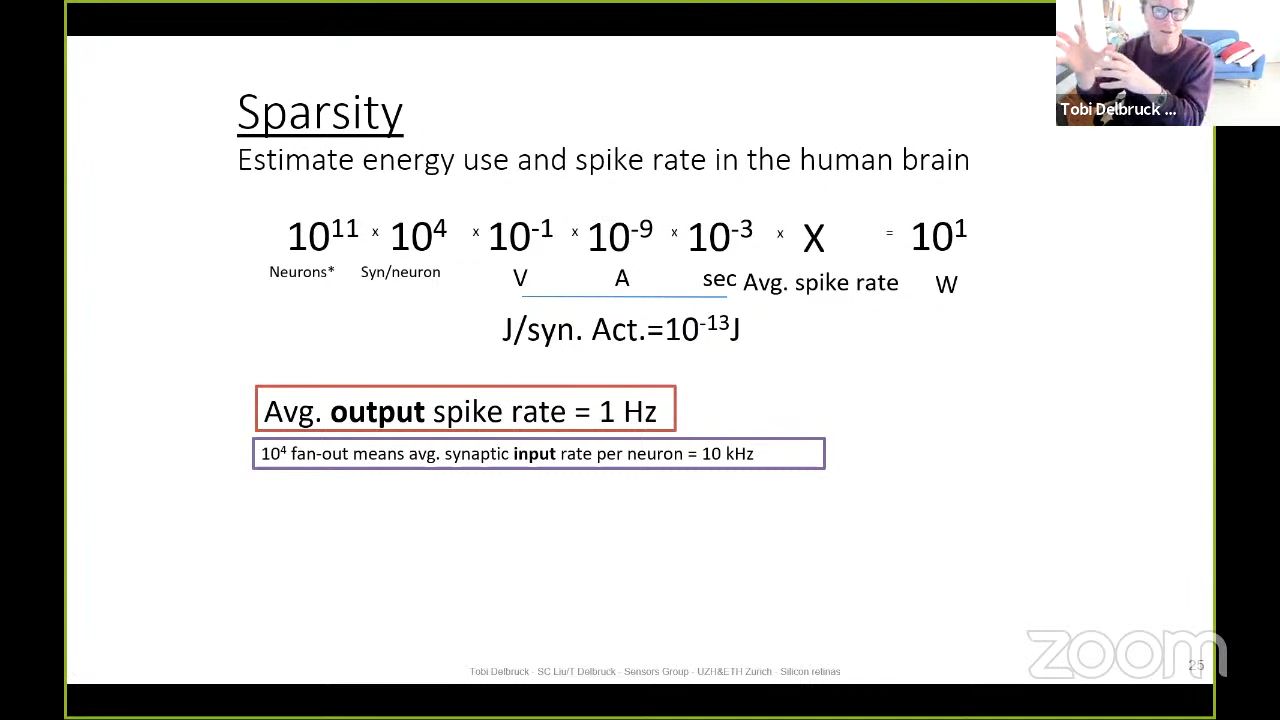 Tobi Delbruck ...
Sparsity
Estimate energy use and spike rate in the human brain
10¹¹ x 10⁴ x 10⁻¹ x 10⁻⁹ x 10⁻³ x X = 10¹
Neurons* Syn/neuron V A sec Avg. spike rate W
J/syn. Act.=10⁻¹³J
Avg. output spike rate = 1 Hz
10⁴ fan-out means avg. synaptic input rate per neuron = 10 kHz
zoom
Tobi Delbruck - SC Liu/T Delbruck - Sensors Group - UZH&ETH Zurich - Silicon retinas
25